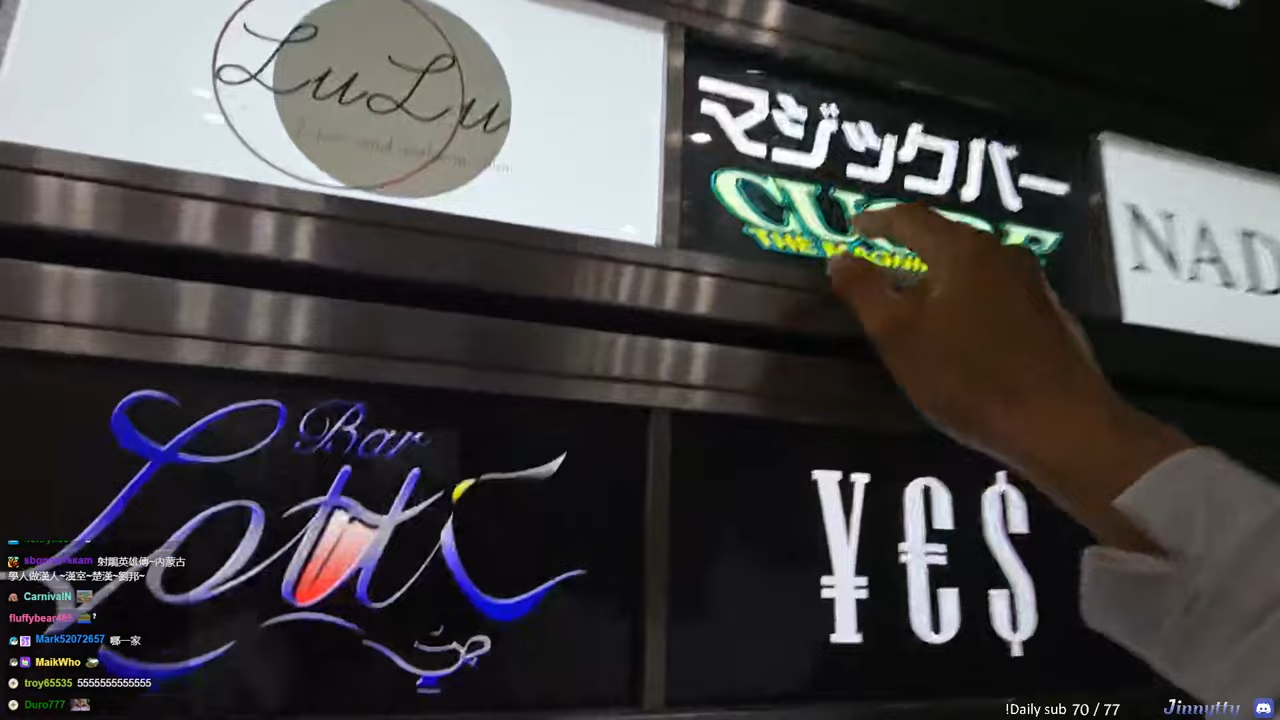 LuLu
マジックバー
THE
NAD
Bar
¥€$
射鵰英雄傳~內蒙古
學人做漢人~漢室~楚漢~劉邦~
CarnivalN
fluffybear465 ?
Mark52072657 哪一家
MaikWho
troy65535 5555555555555
Duro777
!Daily sub 70 / 77
Jinnytty